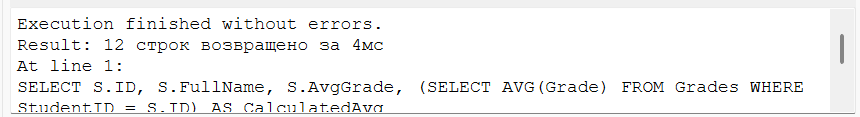 Execution finished without errors.
Result: 12 строк возвращено за 4мс
At line 1:
SELECT S.ID, S.FullName, S.AvgGrade, (SELECT AVG(Grade) FROM Grades WHERE
StudentID = S.ID) AS CalculatedAvg